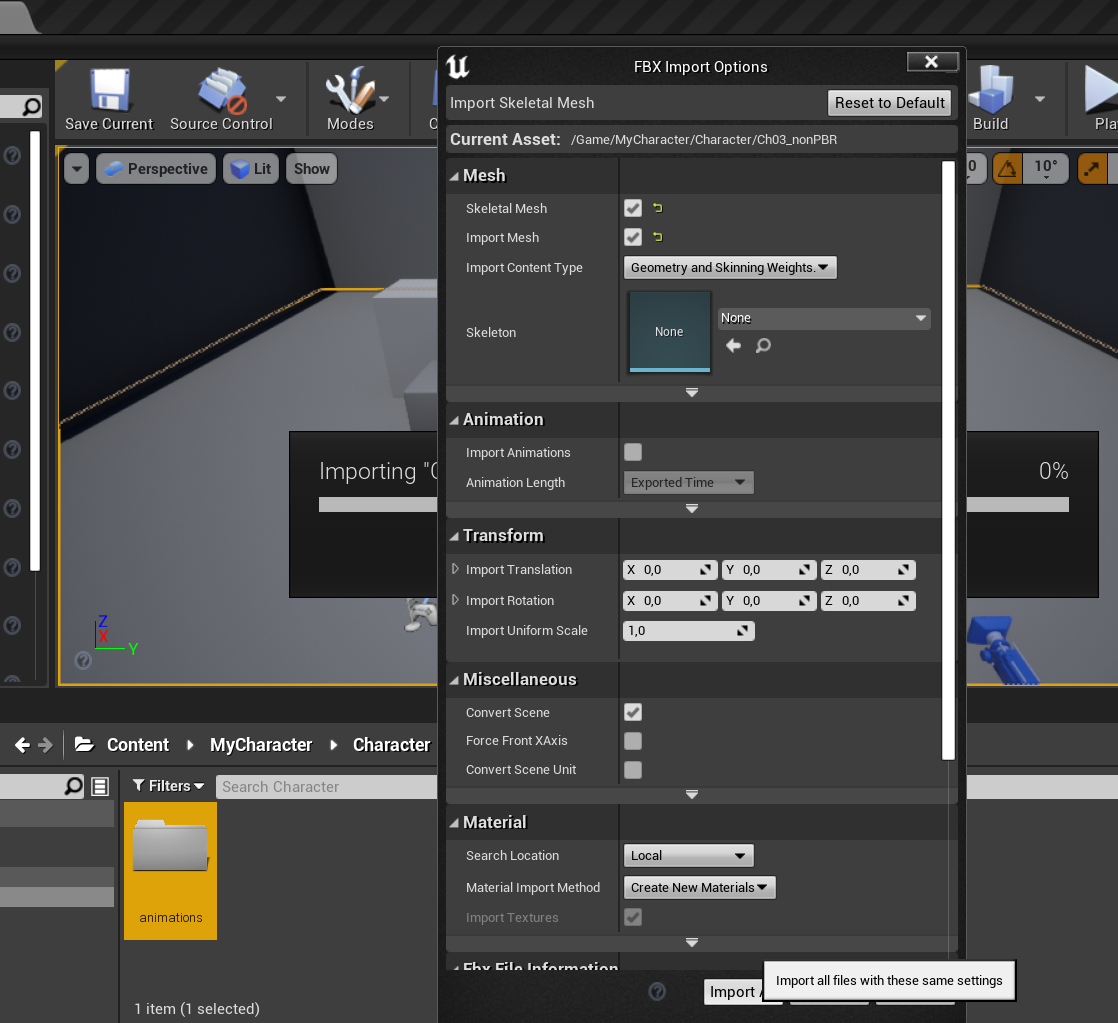 FBX Import Options
Import Skeletal Mesh
Reset to Default
Current Asset: /Game/MyCharacter/Character/Ch03_nonPBR
Save Current
Source Control
Modes
Build
Perspective
Lit
Show
10°
Mesh
Skeletal Mesh
Import Mesh
Import Content Type
Geometry and Skinning Weights.
Skeleton
None
None
Animation
Import Animations
Animation Length
Exported Time
Importing
0%
Transform
Import Translation
X 0,0 Y 0,0 Z 0,0
Import Rotation
X 0,0 Y 0,0 Z 0,0
Import Uniform Scale
1,0
Z
X
Y
Miscellaneous
Convert Scene
Force Front XAxis
Convert Scene Unit
Content
MyCharacter
Character
Filters
Search Character
Material
Search Location
Local
Material Import Method
Create New Materials
Import Textures
animations
Fbx File Information
Import
Import all files with these same settings
1 item (1 selected)